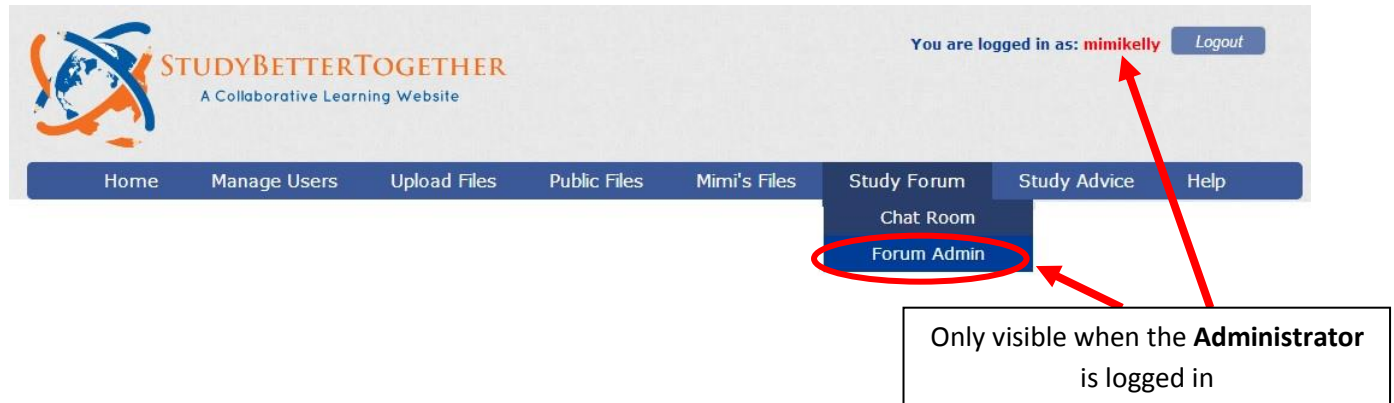 You are logged in as: mimikelly Logout
STUDYBETTERTOGETHER
A Collaborative Learning Website
Home Manage Users Upload Files Public Files Mimi's Files Study Forum Study Advice Help
Chat Room
Forum Admin
Only visible when the Administrator
is logged in